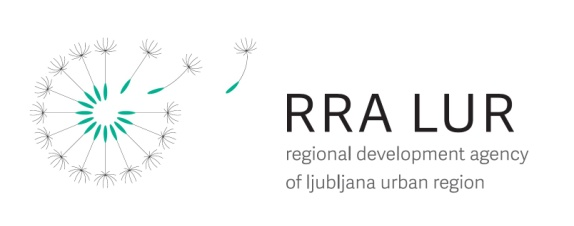 RRA LUR
regional development agency
of ljubljana urban region